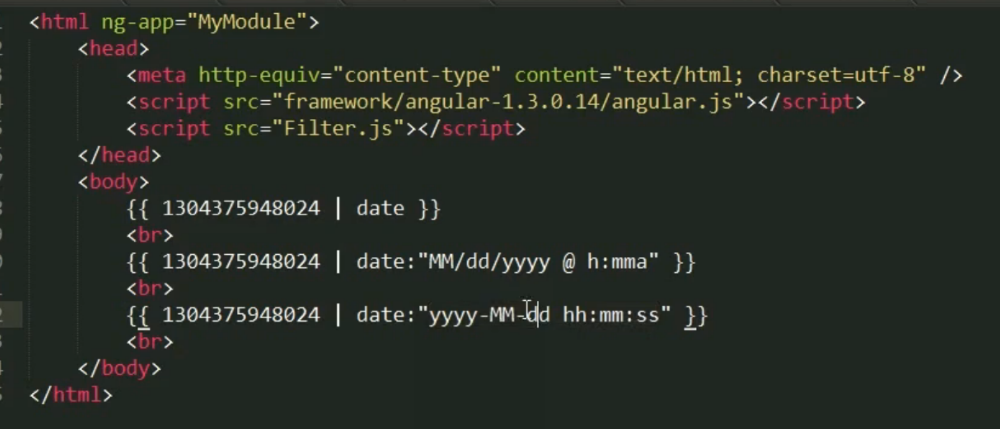 <html ng-app="MyModule">
<head>
<meta http-equiv="content-type" content="text/html; charset=utf-8" />
<script src="framework/angular-1.3.0.14/angular.js"></script>
<script src="Filter.js"></script>
</head>
<body>
{{ 1304375948024 | date }}
<br>
{{ 1304375948024 | date:"MM/dd/yyyy @ h:mma" }}
<br>
{{ 1304375948024 | date:"yyyy-MM-dd hh:mm:ss" }}
<br>
</body>
</html>